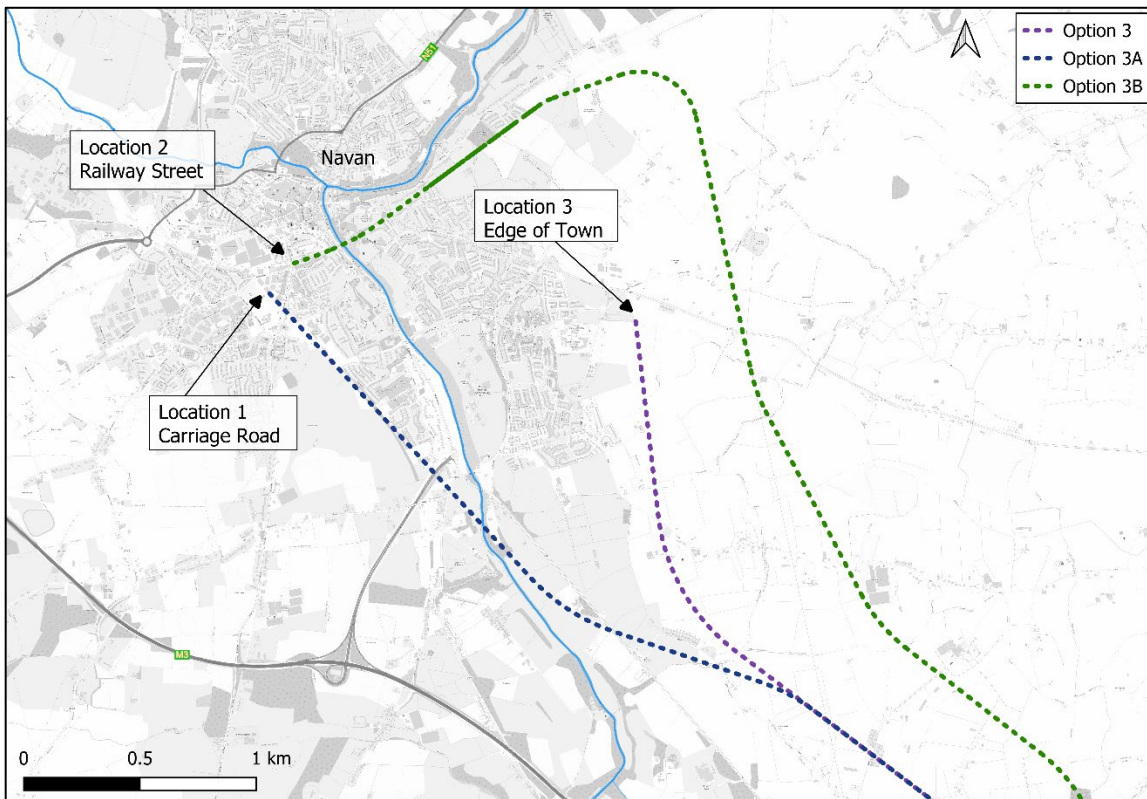 N51
Option 3
Option 3A
Option 3B
Location 2
Railway Street
Navan
Location 3
Edge of Town
Location 1
Carriage Road
M3
0 0.5 1 km